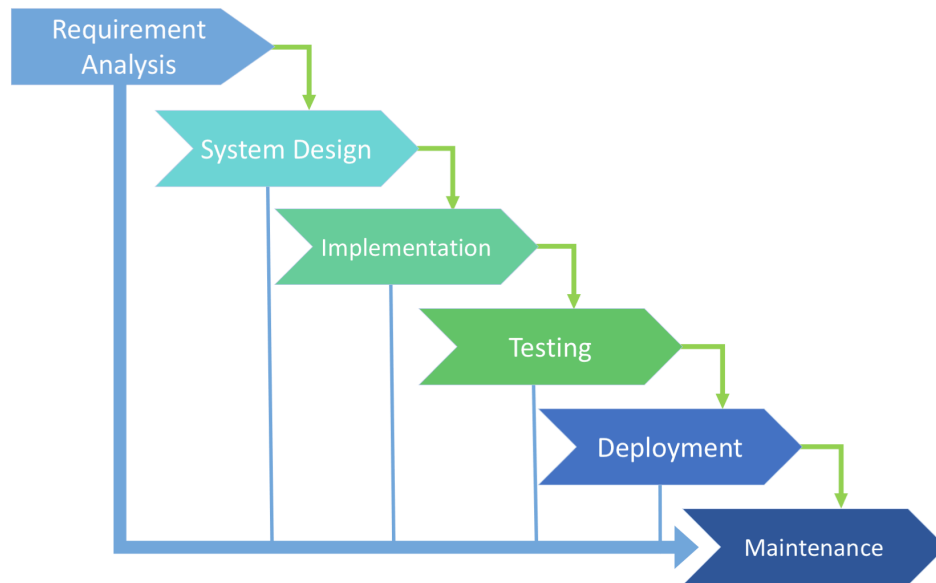 Requirement
Analysis
System Design
Implementation
Testing
Deployment
Maintenance